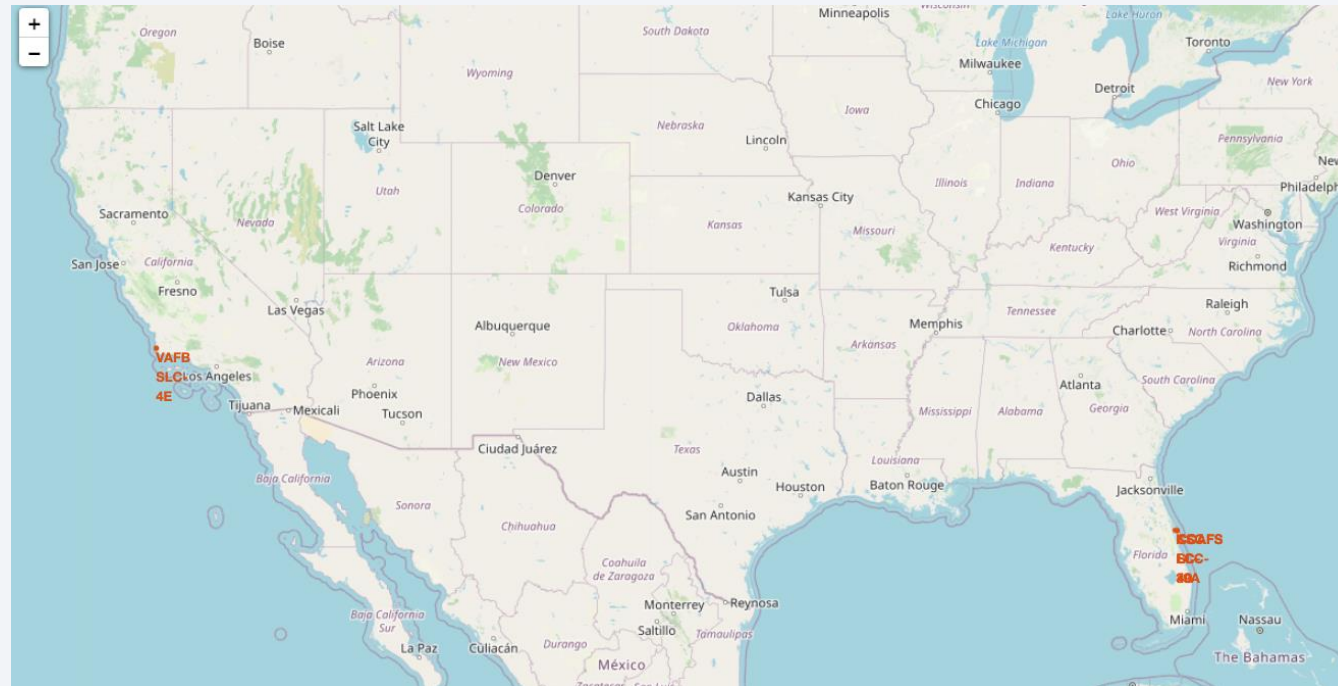 +
−
Oregon
Boise
Wyoming
South Dakota
Minneapolis
Wisconsin
Lake Michigan
Lake Huron
Milwaukee
Toronto
Detroit
New York
Chicago
Iowa
Nebraska
Salt Lake
City
Lincoln
Pennsylvania
Ohio
Denver
Utah
Illinois
Indiana
Sacramento
Nevada
Colorado
Kansas City
Kansas
Missouri
West Virginia
Washington
Virginia
Kentucky
San Jose
California
Fresno
Richmond
Las Vegas
Tulsa
Raleigh
Tennessee
Albuquerque
Oklahoma
Memphis
Charlotte
North Carolina
VAFB
SLC-
4E
Los Angeles
Arizona
New Mexico
Arkansas
Phoenix
Atlanta
South Carolina
Tijuana
Mexicali
Tucson
Dallas
Mississippi
Alabama
Georgia
Ciudad Juárez
Texas
Louisiana
Baja California
Austin
Houston
Baton Rouge
Jacksonville
Sonora
San Antonio
Chihuahua
Florida
Coahuila
de Zaragoza
Monterrey
Reynosa
Miami
Nassau
Baja California
Sur
Saltillo
Tamaulipas
La Paz
Culiacán
Durango
México
The Bahamas